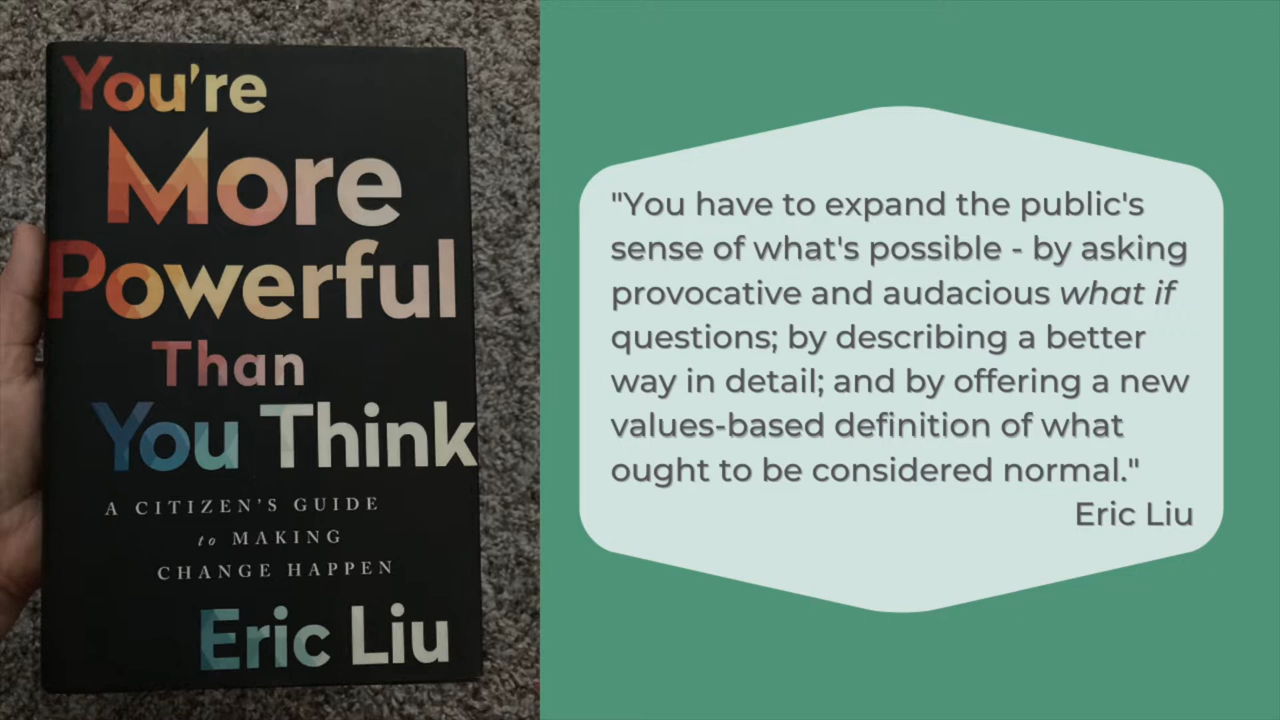 You're
More
Powerful
Than
You Think
A CITIZEN'S GUIDE
to MAKING
CHANGE HAPPEN
Eric Liu
"You have to expand the public's
sense of what's possible - by asking
provocative and audacious what if
questions; by describing a better
way in detail; and by offering a new
values-based definition of what
ought to be considered normal."
Eric Liu